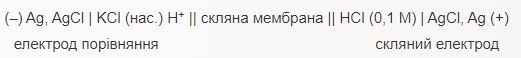 (–) Ag, AgCl | KCl (нас.) H⁺ || скляна мембрана || HCl (0,1 М) | AgCl, Ag (+)
електрод порівняння скляний електрод